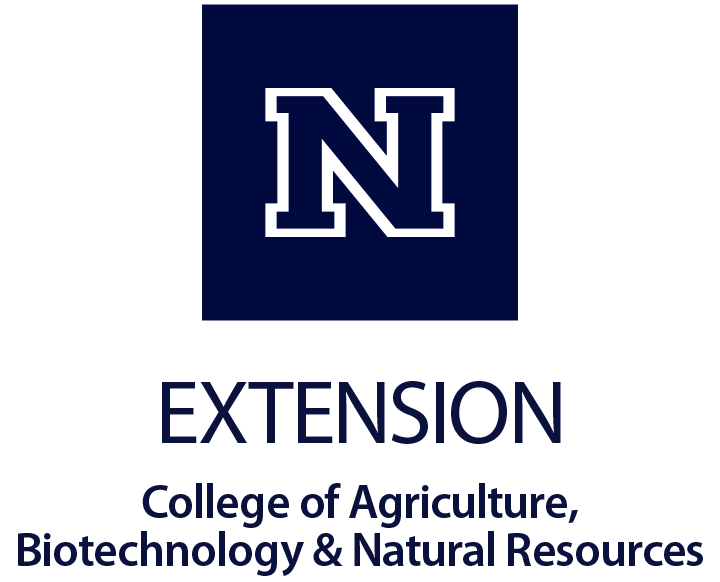 N
EXTENSION
College of Agriculture,
Biotechnology & Natural Resources